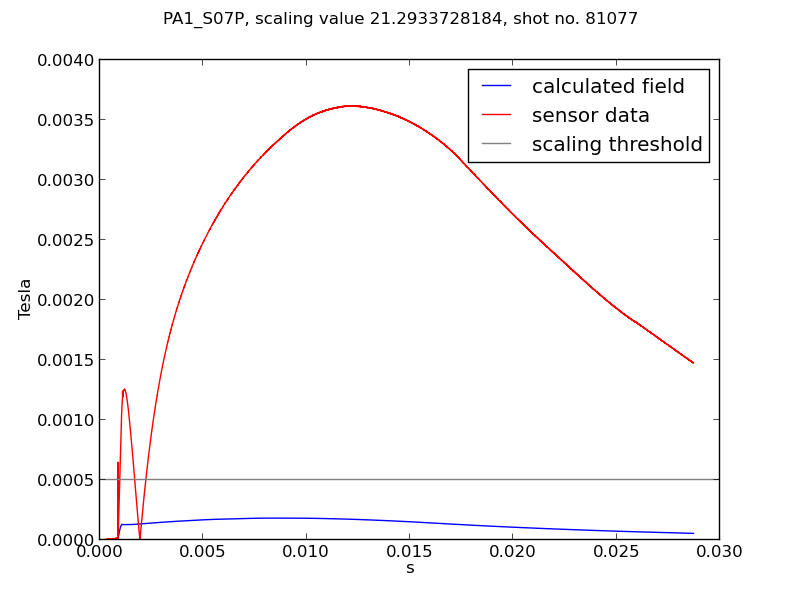 PA1_S07P, scaling value 21.2933728184, shot no. 81077
0.0040
0.0035
0.0030
0.0025
0.0020
0.0015
0.0010
0.0005
0.0000
Tesla
calculated field
sensor data
scaling threshold
0.000
0.005
0.010
0.015
0.020
0.025
0.030
s